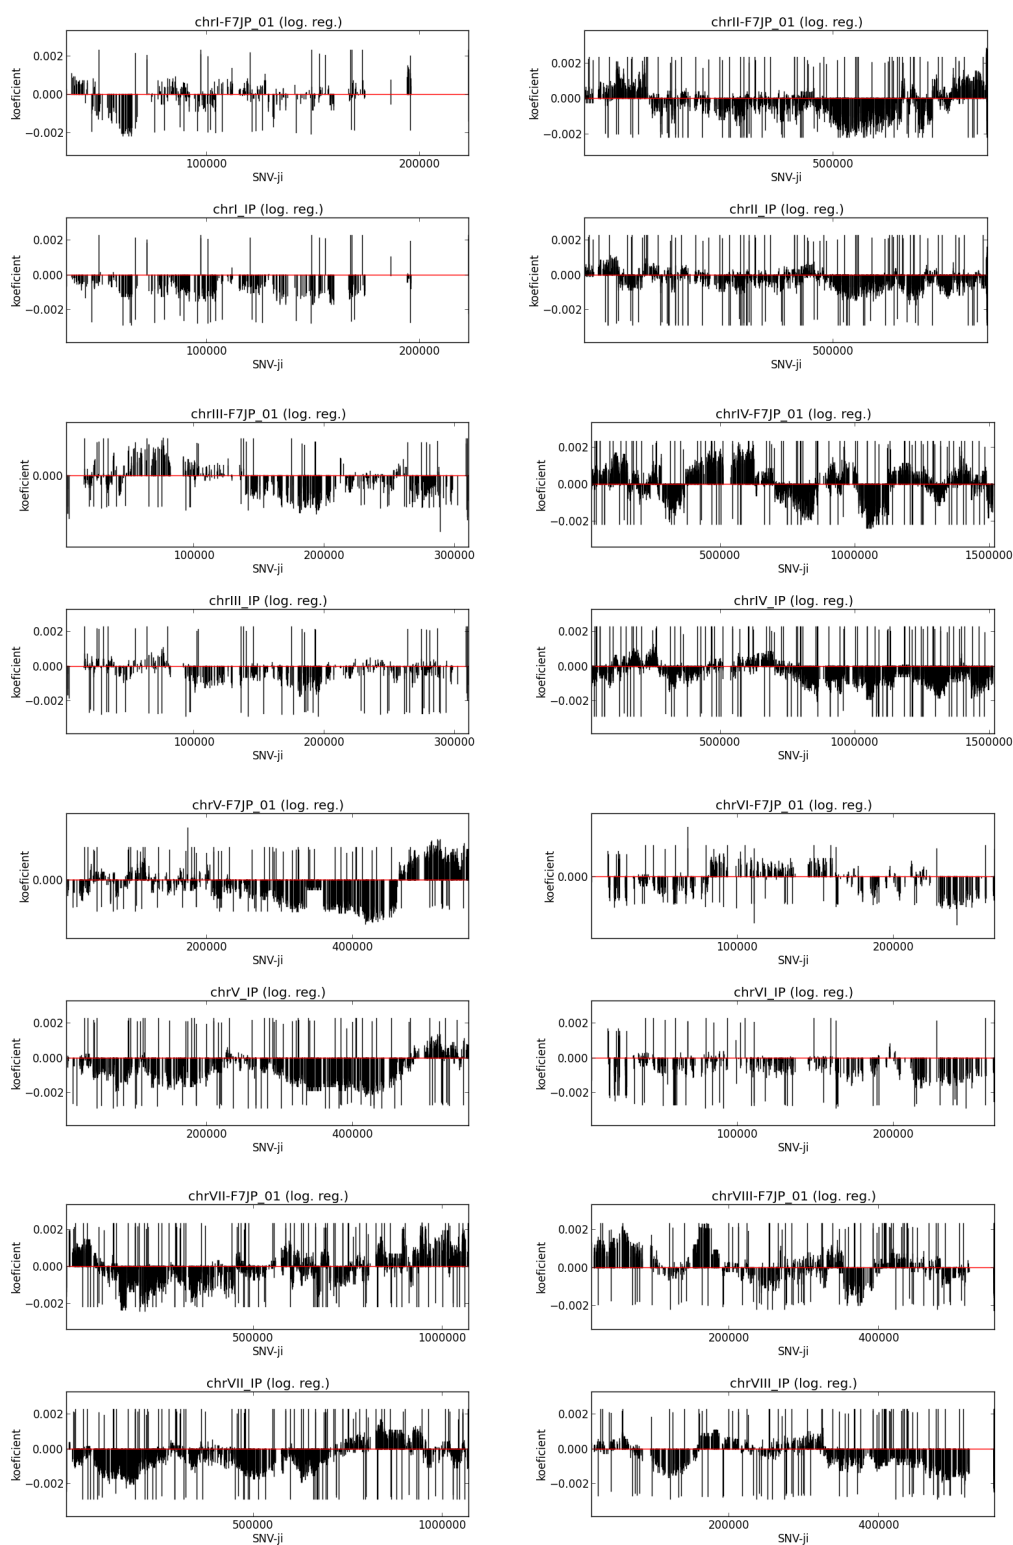 chrI-F7JP_01 (log. reg.)
koeficient
0.002
0.000
−0.002
100000 200000
SNV-ji
chrII-F7JP_01 (log. reg.)
koeficient
0.002
0.000
−0.002
500000
SNV-ji
chrI_IP (log. reg.)
koeficient
0.002
0.000
−0.002
100000 200000
SNV-ji
chrII_IP (log. reg.)
koeficient
0.002
0.000
−0.002
500000
SNV-ji
chrIII-F7JP_01 (log. reg.)
koeficient
0.000
100000 200000 300000
SNV-ji
chrIV-F7JP_01 (log. reg.)
koeficient
0.002
0.000
−0.002
500000 1000000 1500000
SNV-ji
chrIII_IP (log. reg.)
koeficient
0.002
0.000
−0.002
100000 200000 300000
SNV-ji
chrIV_IP (log. reg.)
koeficient
0.002
0.000
−0.002
500000 1000000 1500000
SNV-ji
chrV-F7JP_01 (log. reg.)
koeficient
0.000
200000 400000
SNV-ji
chrVI-F7JP_01 (log. reg.)
koeficient
0.000
100000 200000
SNV-ji
chrV_IP (log. reg.)
koeficient
0.002
0.000
−0.002
200000 400000
SNV-ji
chrVI_IP (log. reg.)
koeficient
0.002
0.000
−0.002
100000 200000
SNV-ji
chrVII-F7JP_01 (log. reg.)
koeficient
0.002
0.000
−0.002
500000 1000000
SNV-ji
chrVIII-F7JP_01 (log. reg.)
koeficient
0.002
0.000
−0.002
200000 400000
SNV-ji
chrVII_IP (log. reg.)
koeficient
0.002
0.000
−0.002
500000 1000000
SNV-ji
chrVIII_IP (log. reg.)
koeficient
0.002
0.000
−0.002
200000 400000
SNV-ji